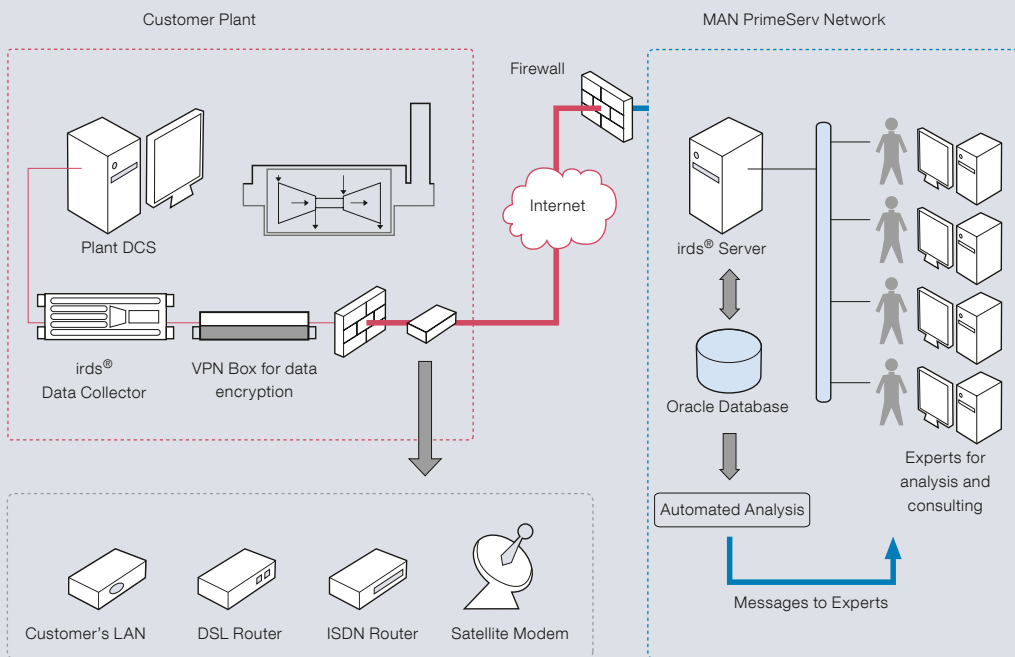 Customer Plant
MAN PrimeServ Network
Firewall
Internet
Plant DCS
irds® Server
irds®
Data Collector
VPN Box for data
encryption
Oracle Database
Experts for
analysis and
consulting
Automated Analysis
Messages to Experts
Customer's LAN
DSL Router
ISDN Router
Satellite Modem